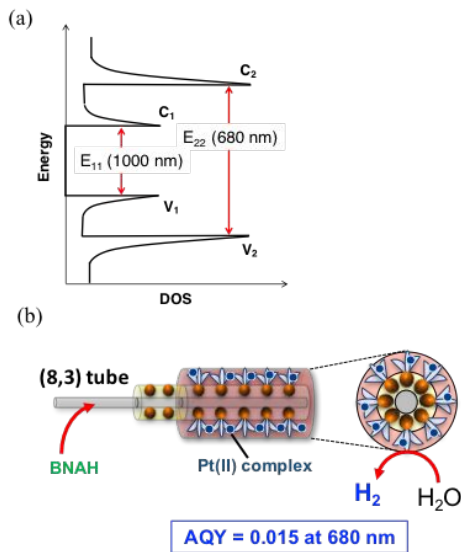 (a)
C₂
C₁
E₂₂ (680 nm)
E₁₁ (1000 nm)
Energy
V₁
V₂
DOS
(b)
(8,3) tube
BNAH
Pt(II) complex
H₂
H₂O
AQY = 0.015 at 680 nm